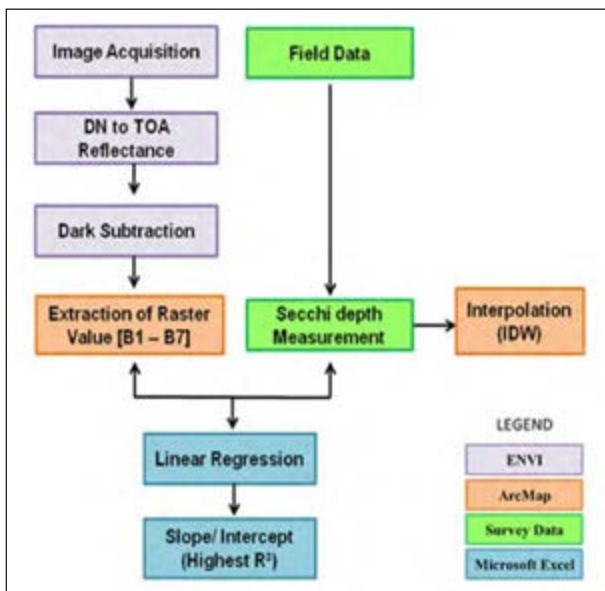 Image Acquisition
Field Data
DN to TOA
Reflectance
Dark Subtraction
Extraction of Raster
Value [B1 – B7]
Secchi depth
Measurement
Interpolation
(IDW)
Linear Regression
Slope/ Intercept
(Highest R²)
LEGEND
ENVI
ArcMap
Survey Data
Microsoft Excel